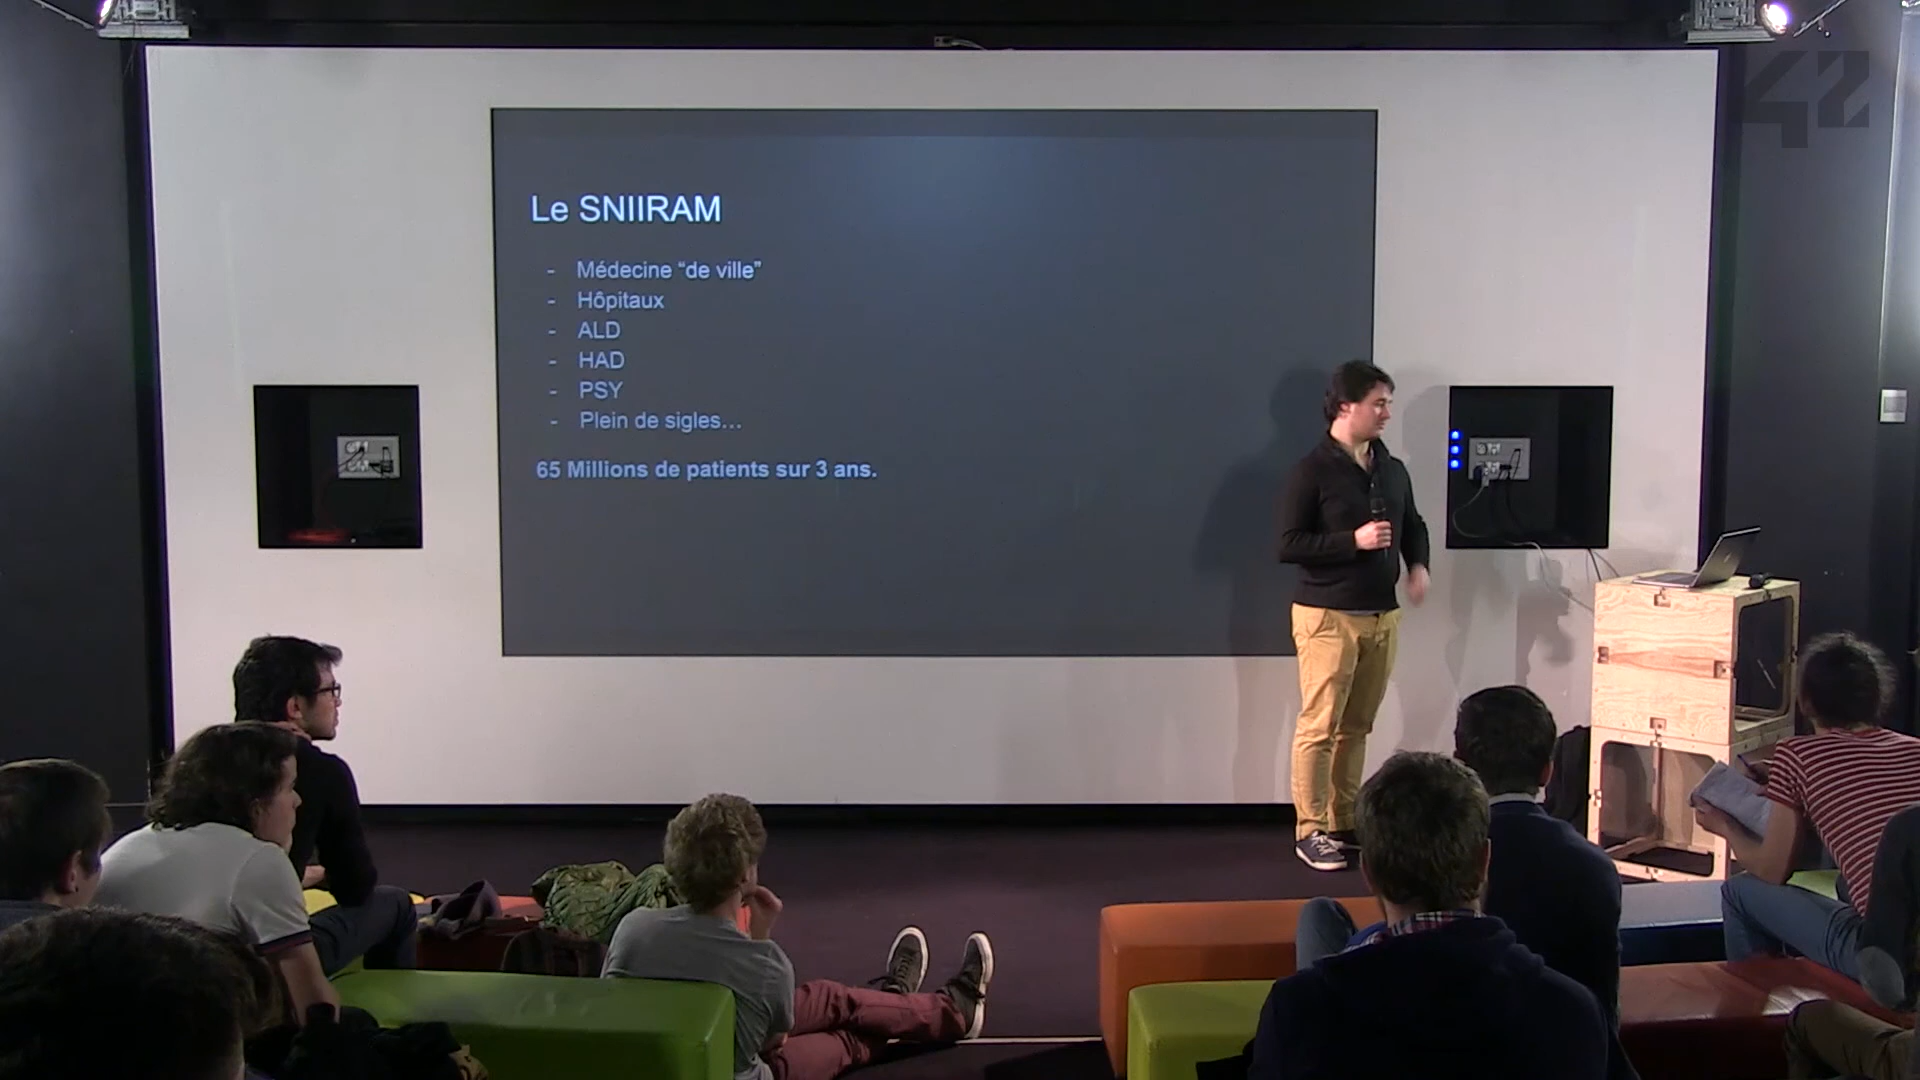 42
Le SNIIRAM
- Médecine “de ville”
- Hôpitaux
- ALD
- HAD
- PSY
- Plein de sigles…
65 Millions de patients sur 3 ans.